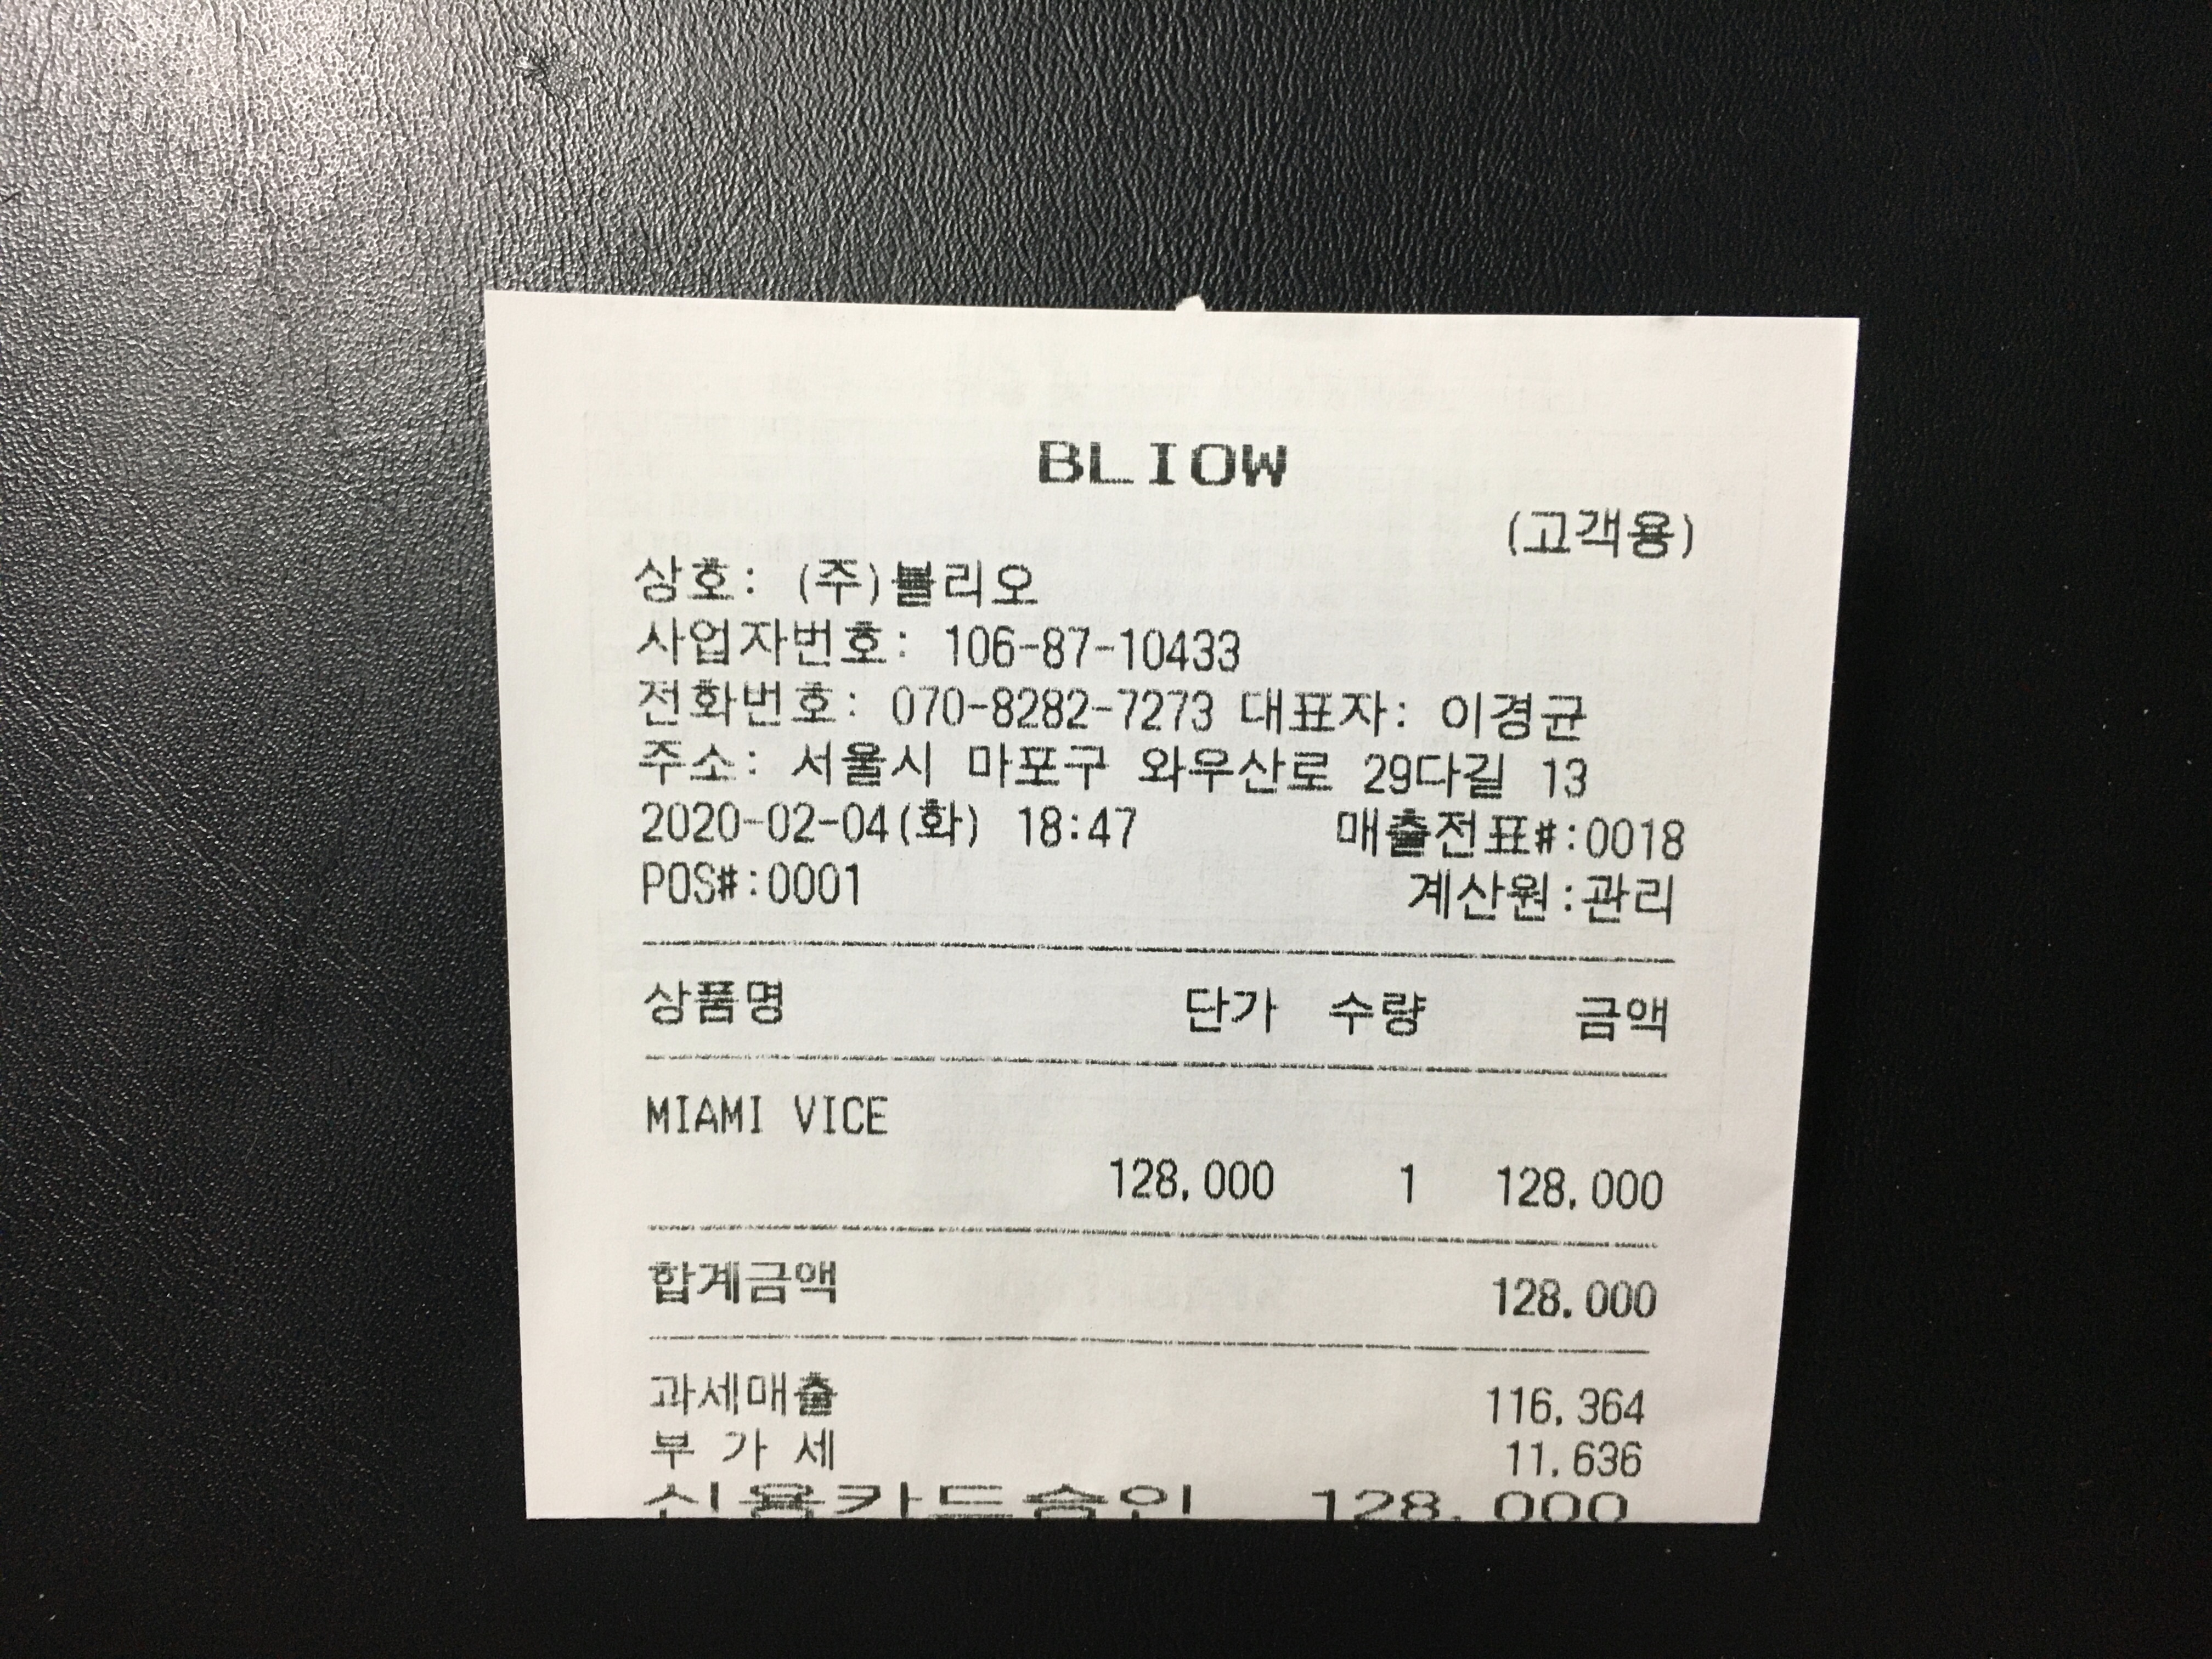 BLIOW
(고객용)
상호: (주)블리오
사업자번호: 106-87-10433
전화번호: 070-8282-7273 대표자: 이경균
주소: 서울시 마포구 와우산로 29다길 13
2020-02-04(화) 18:47 매출전표#:0018
POS#:0001 계산원:관리
상품명 단가 수량 금액
MIAMI VICE
128,000 1 128,000
합계금액 128,000
과세매출 116,364
부 가 세 11,636
신용카드승인 128,000